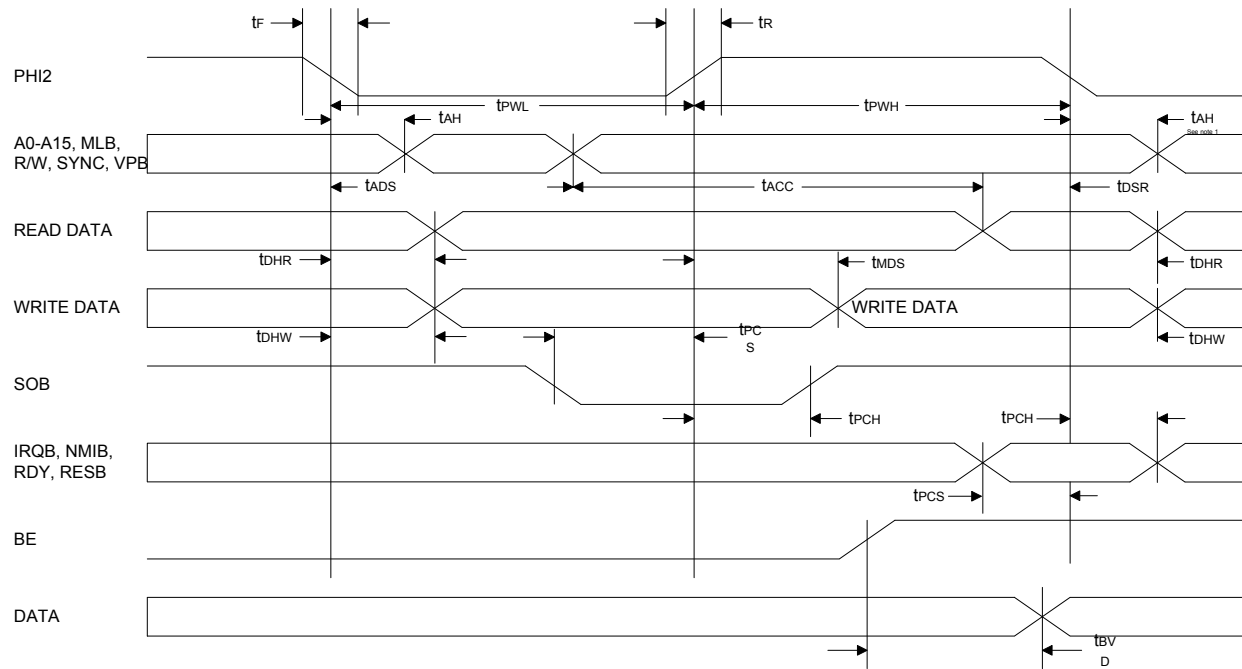 tF
tR
PHI2
tPWL
tPWH
tAH
tAH
See note 1
A0-A15, MLB,
R/W, SYNC, VPB
tADS
tACC
tDSR
READ DATA
tDHR
tMDS
tDHR
WRITE DATA
WRITE DATA
tDHW
tPC
S
tDHW
SOB
tPCH
tPCH
IRQB, NMIB,
RDY, RESB
tPCS
BE
DATA
tBV
D